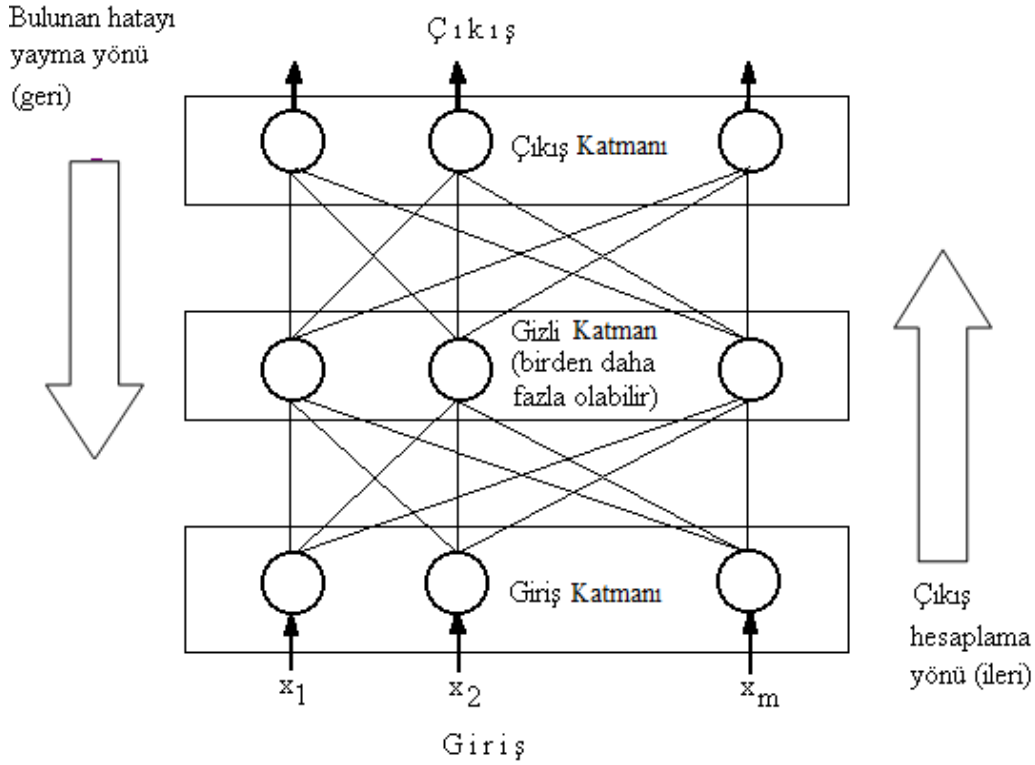 Bulunan hatayı
yayma yönü
(geri)
Ç ı k ı ş
Çıkış Katmanı
Gizli Katman
(birden daha
fazla olabilir)
Giriş Katmanı
x1
x2
xm
G i r i ş
Çıkış
hesaplama
yönü (ileri)